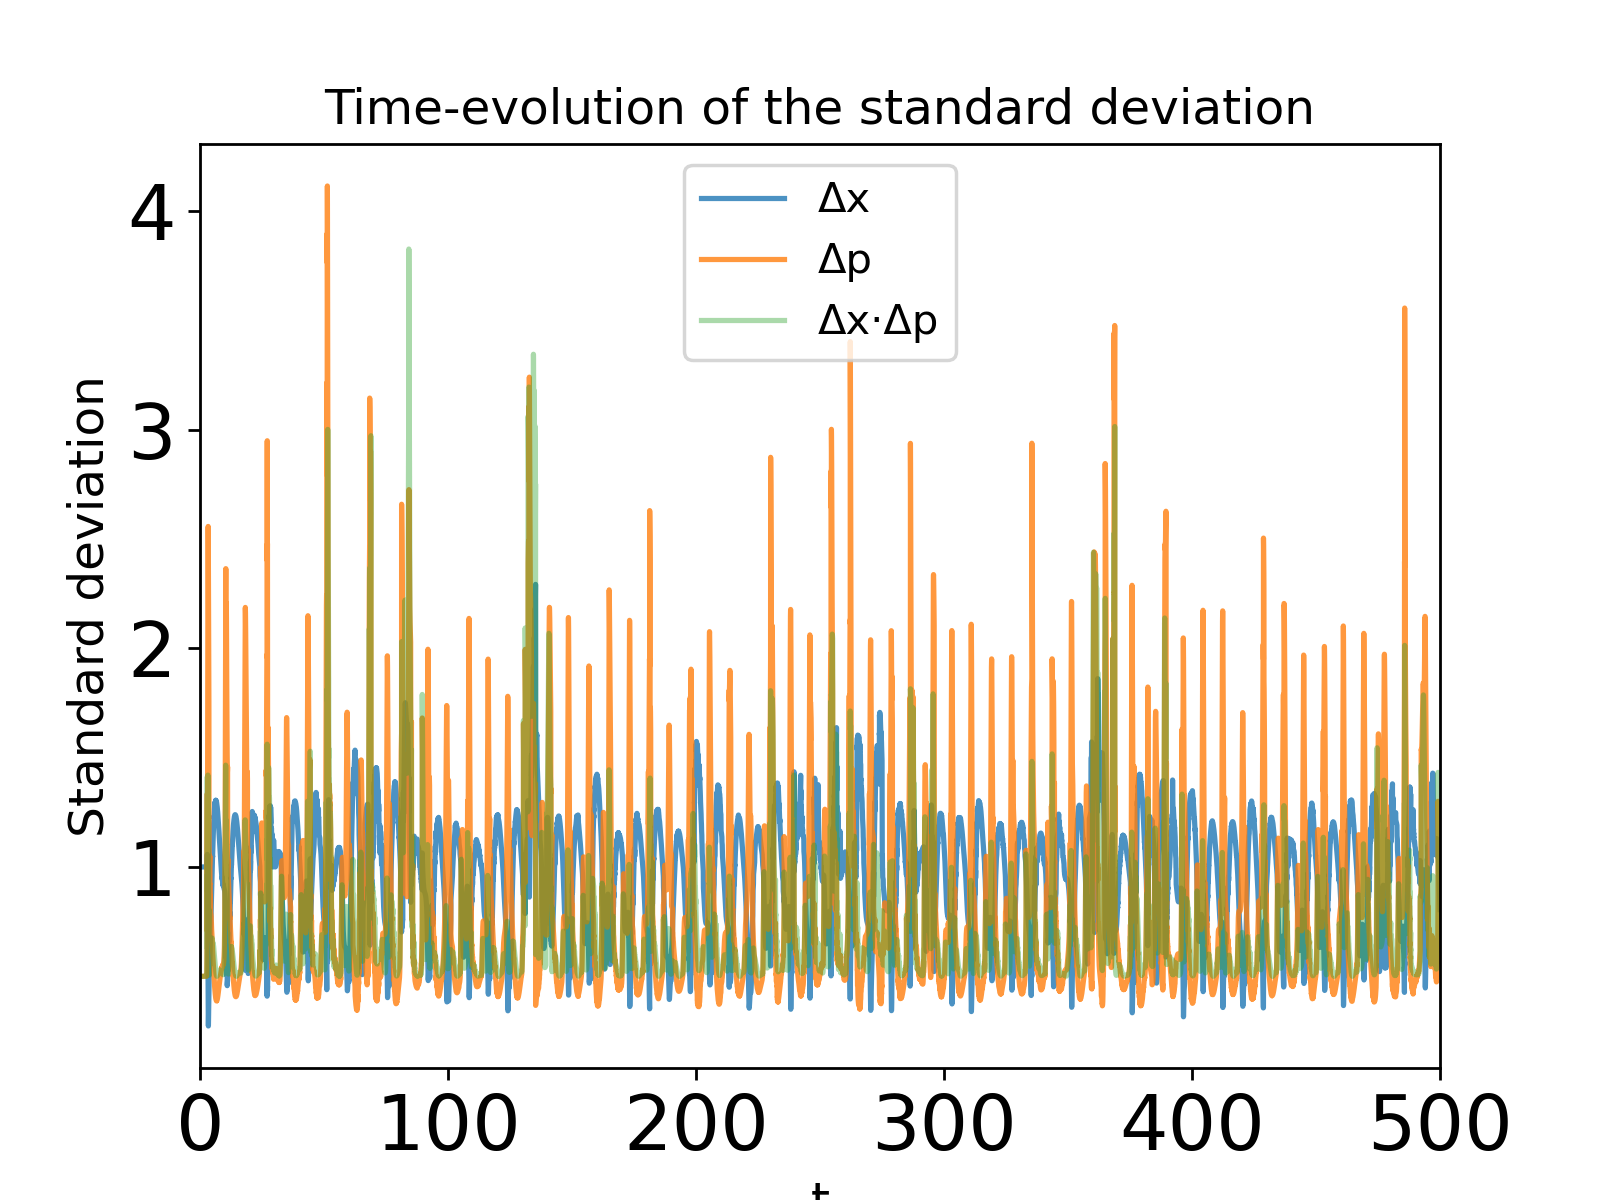 Time-evolution of the standard deviation
Δx
Δp
Δx·Δp
Standard deviation
4
3
2
1
0 100 200 300 400 500
t